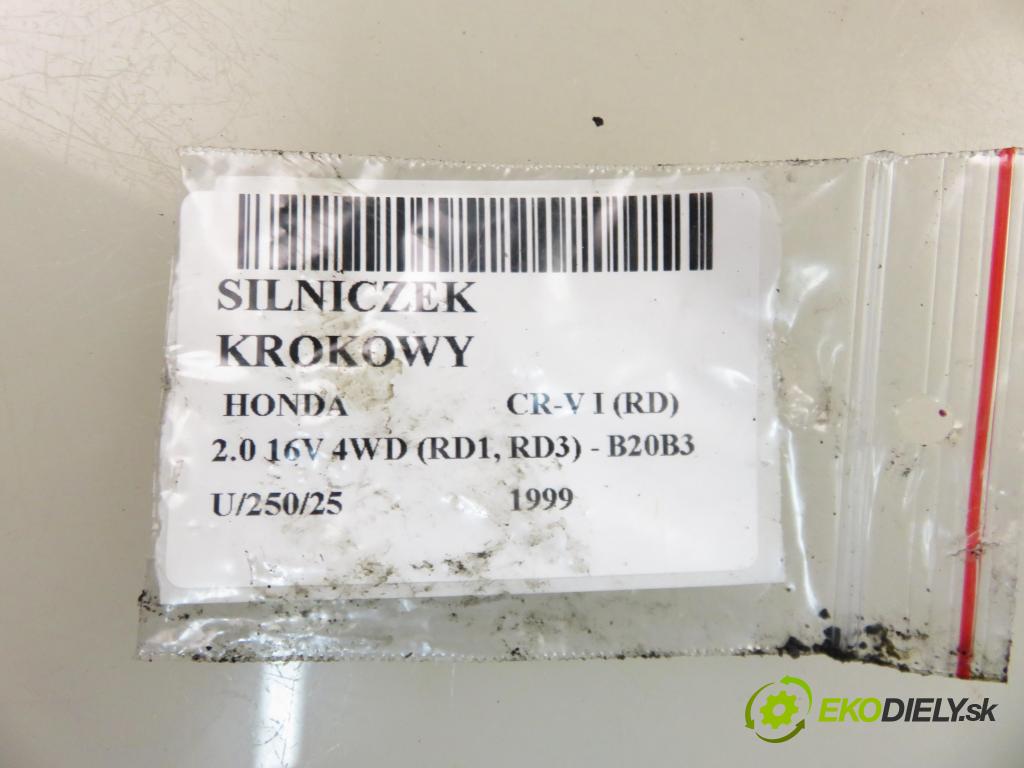 SILNICZEK
KROKOWY
HONDA CR-V I (RD)
2.0 16V 4WD (RD1, RD3) - B20B3
U/250/25 1999
EKODIELY.sk